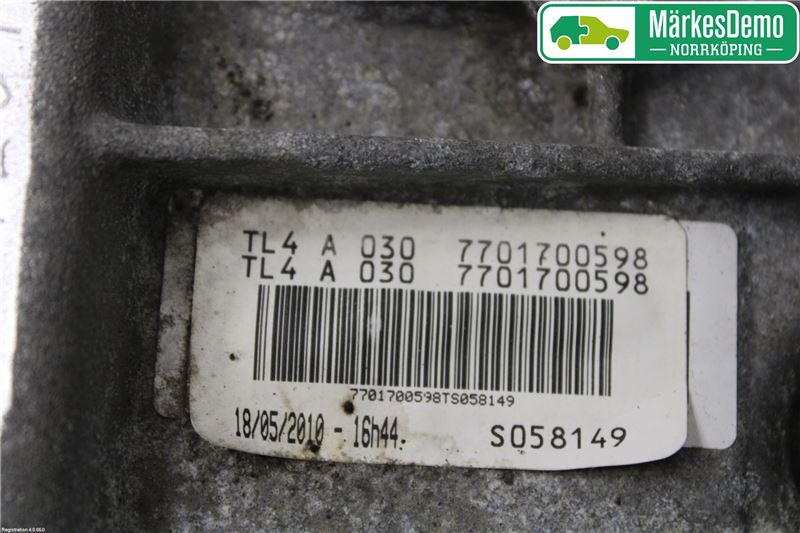 MärkesDemo
NORRKÖPING
TL4 A 030 7701700598
TL4 A 030 7701700598
7701700598TS058149
18/05/2010 - 16h44.
S058149